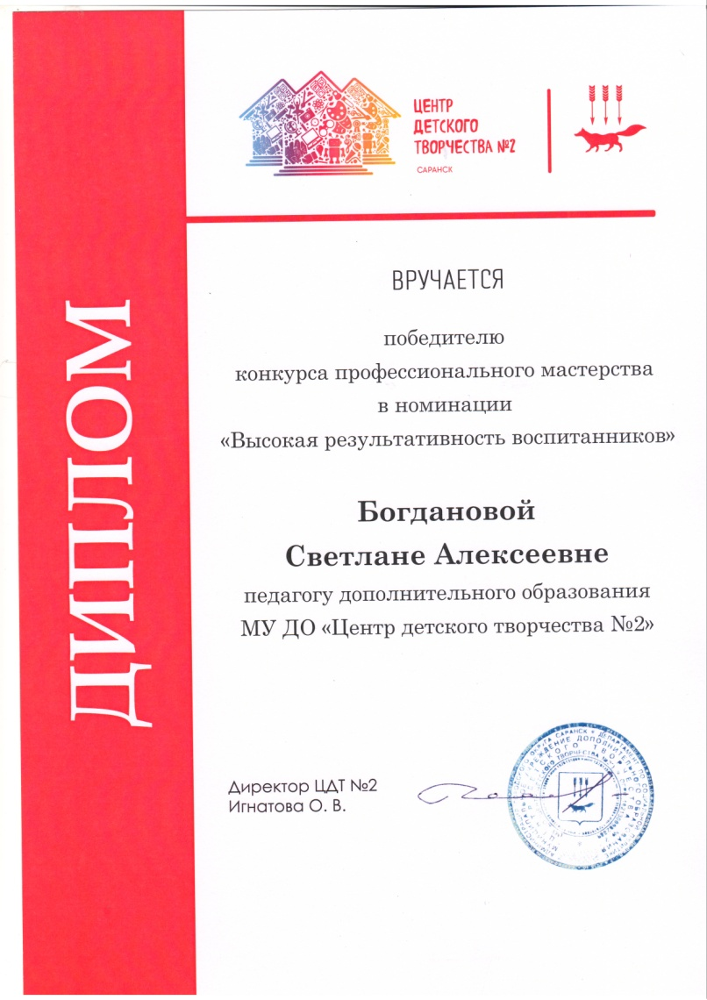 ДИПЛОМ
ЦЕНТР
ДЕТСКОГО
ТВОРЧЕСТВА №2
САРАНСК
ВРУЧАЕТСЯ
победителю
конкурса профессионального мастерства
в номинации
«Высокая результативность воспитанников»
Богдановой
Светлане Алексеевне
педагогу дополнительного образования
МУ ДО «Центр детского творчества №2»
Директор ЦДТ №2
Игнатова О. В.